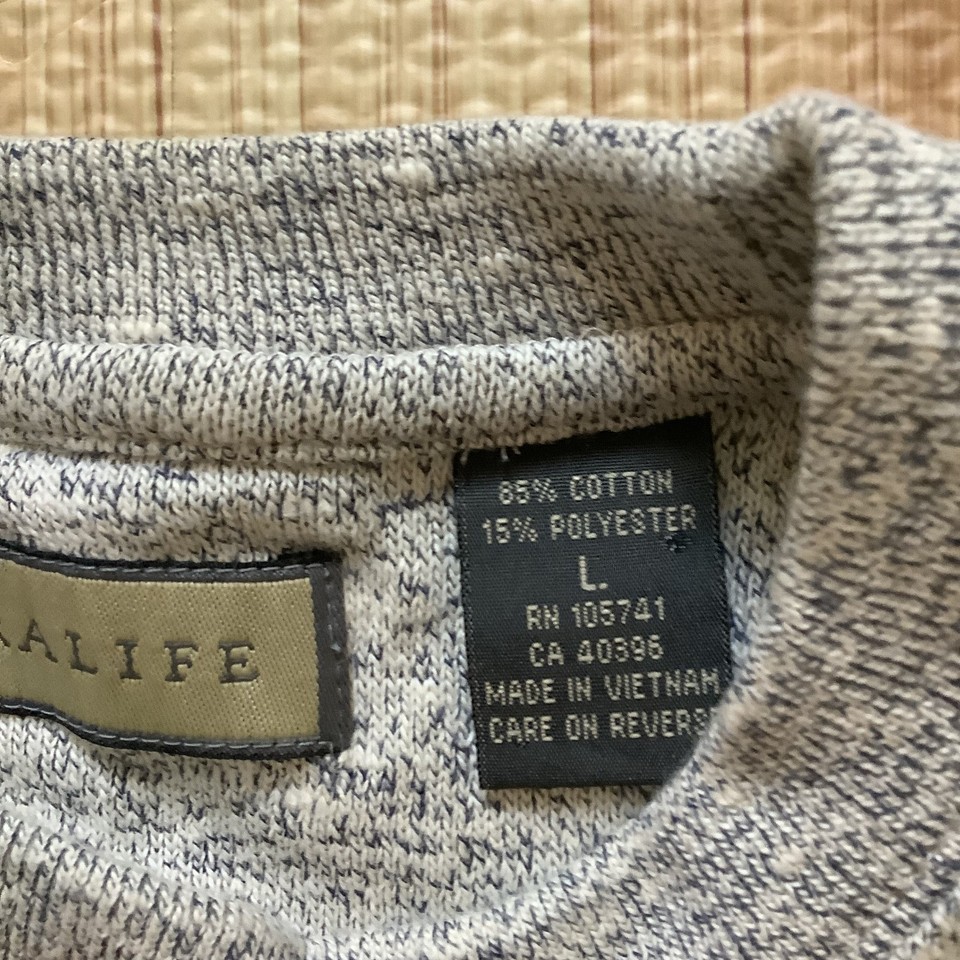 85% COTTON
15% POLYESTER
L.
RN 105741
CA 40396
MADE IN VIETNAM
CARE ON REVERS
ALIFE